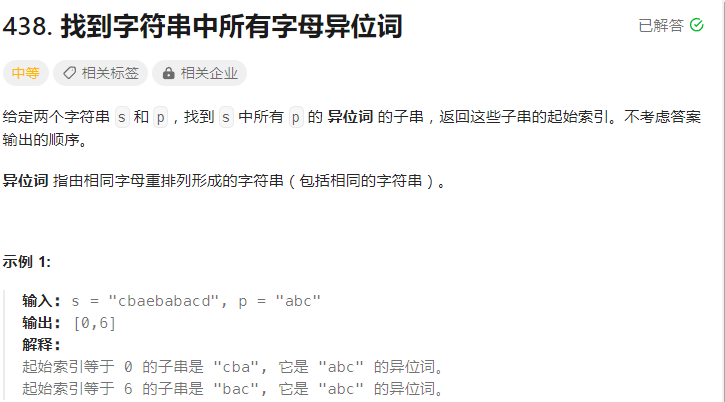 438. 找到字符串中所有字母异位词
已解答
中等 相关标签 相关企业
给定两个字符串 s 和 p，找到 s 中所有 p 的 异位词 的子串，返回这些子串的起始索引。不考虑答案
输出的顺序。
异位词 指由相同字母重排列形成的字符串（包括相同的字符串）。
示例 1:
输入: s = "cbaebabacd", p = "abc"
输出: [0,6]
解释:
起始索引等于 0 的子串是 "cba", 它是 "abc" 的异位词。
起始索引等于 6 的子串是 "bac", 它是 "abc" 的异位词。